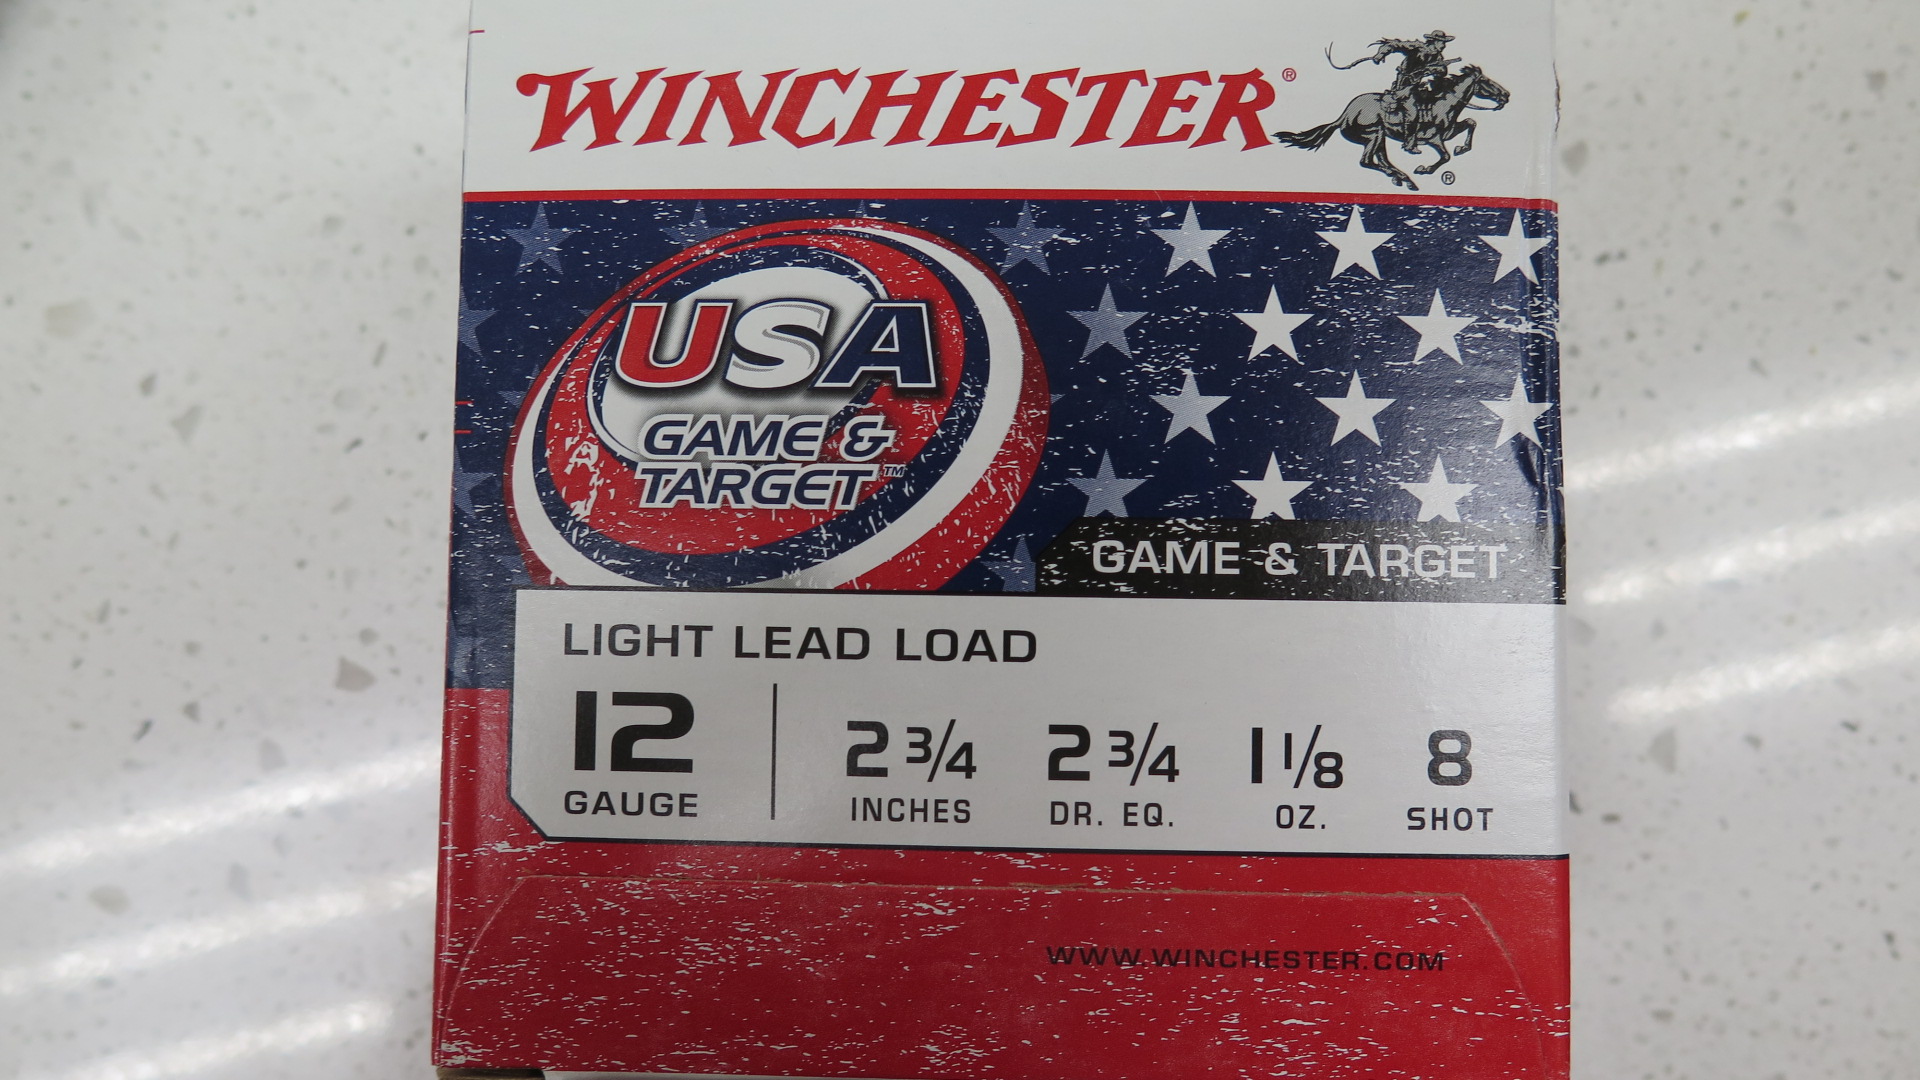 WINCHESTER®
®
USA
GAME &
TARGET™
GAME & TARGET
LIGHT LEAD LOAD
12
GAUGE
2 3/4
INCHES
2 3/4
DR. EQ.
1 1/8
OZ.
8
SHOT
WWW.WINCHESTER.COM